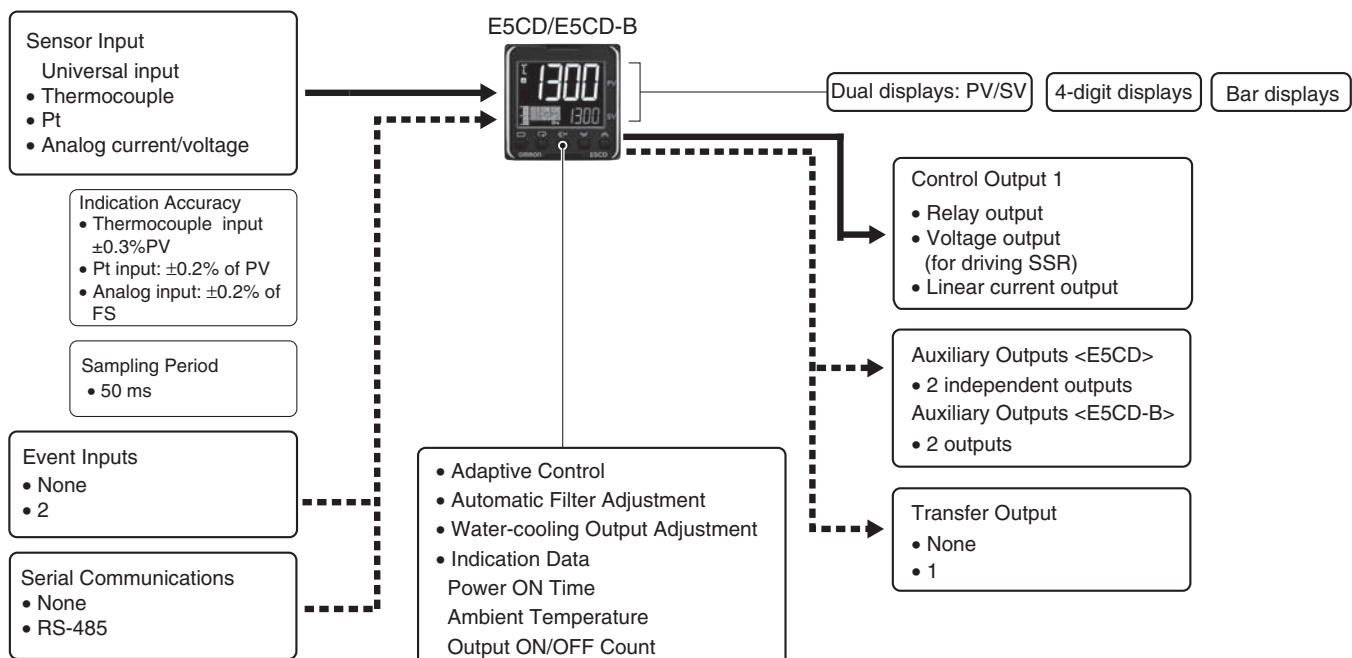 E5CD/E5CD-B
Sensor Input
Universal input
• Thermocouple
• Pt
• Analog current/voltage
Indication Accuracy
• Thermocouple input
±0.3%PV
• Pt input: ±0.2% of PV
• Analog input: ±0.2% of
FS
Sampling Period
• 50 ms
Event Inputs
• None
• 2
Serial Communications
• None
• RS-485
1300
PV
1300
SV
OMRON
E5CD
Dual displays: PV/SV
4-digit displays
Bar displays
• Adaptive Control
• Automatic Filter Adjustment
• Water-cooling Output Adjustment
• Indication Data
Power ON Time
Ambient Temperature
Output ON/OFF Count
Control Output 1
• Relay output
• Voltage output
(for driving SSR)
• Linear current output
Auxiliary Outputs <E5CD>
• 2 independent outputs
Auxiliary Outputs <E5CD-B>
• 2 outputs
Transfer Output
• None
• 1